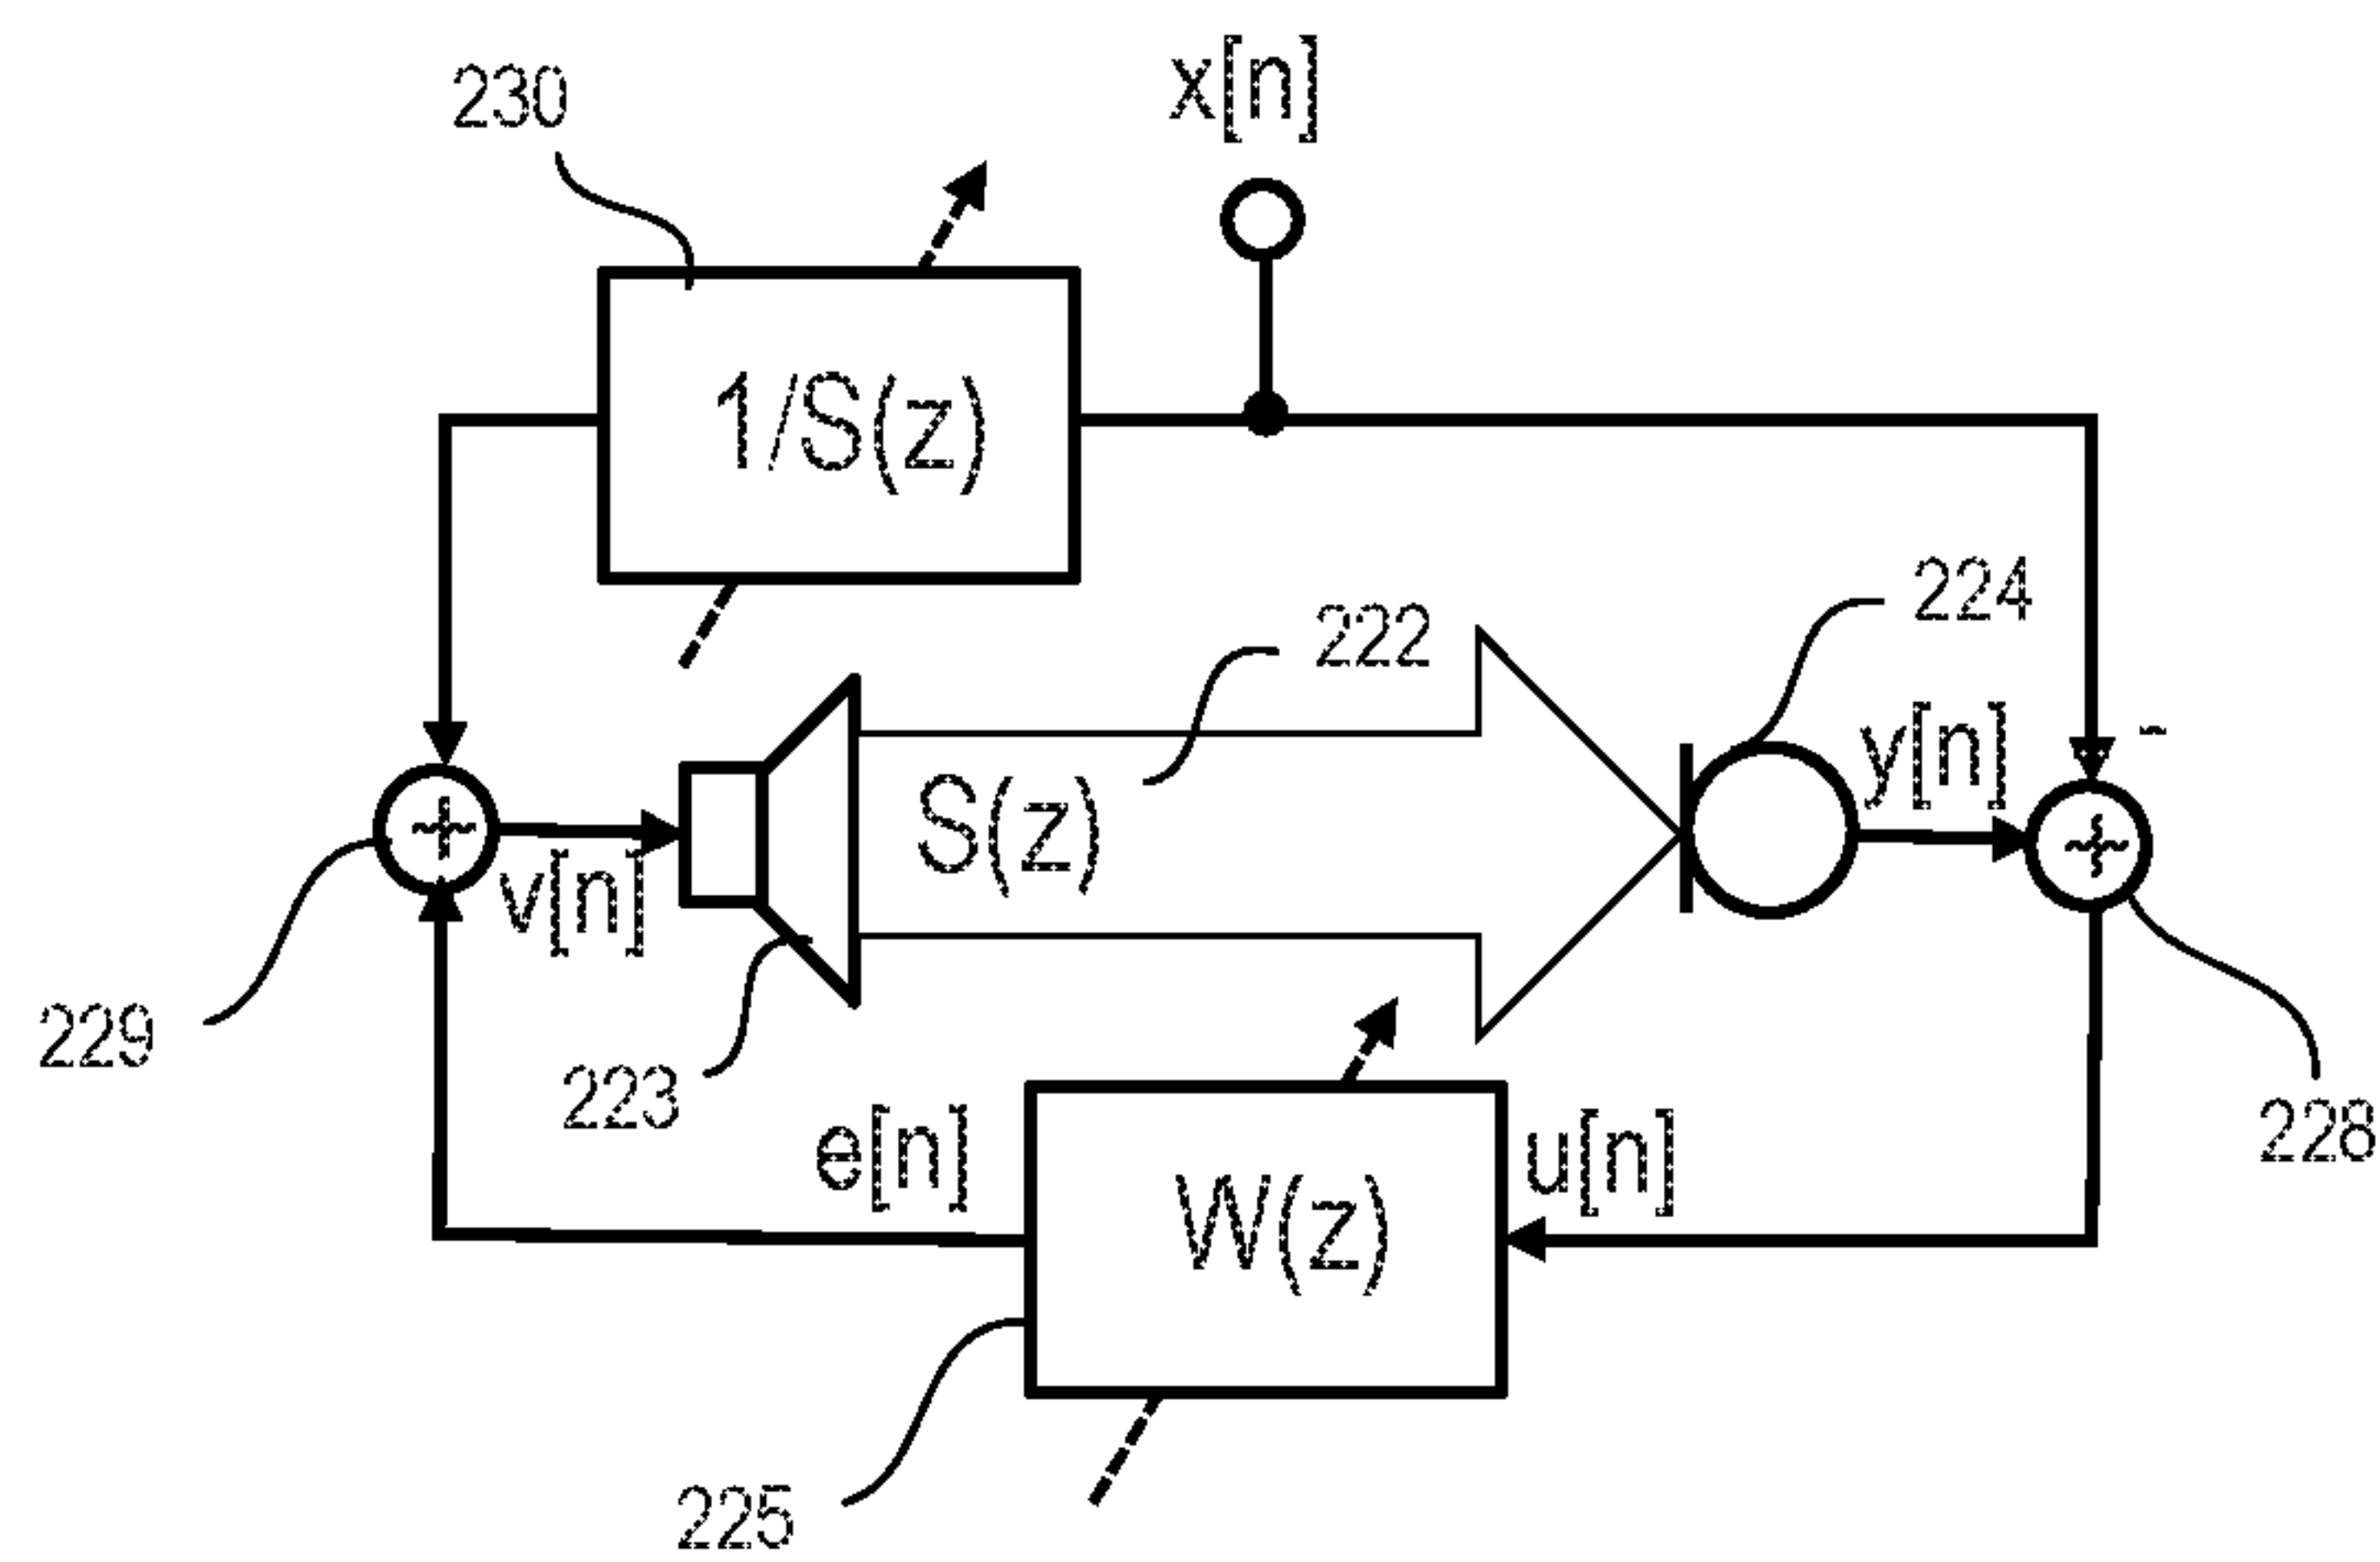 230
x[n]
1/S(z)
224
222
y[n]
-
S(z)
+
+
v[n]
229
223
e[n]
u[n]
228
W(z)
225